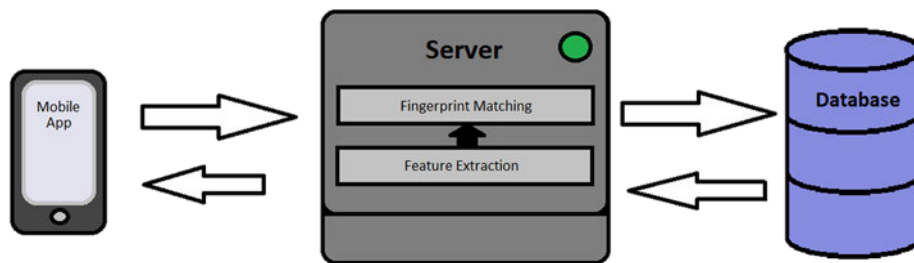 Mobile
App
Server
Fingerprint Matching
Feature Extraction
Database